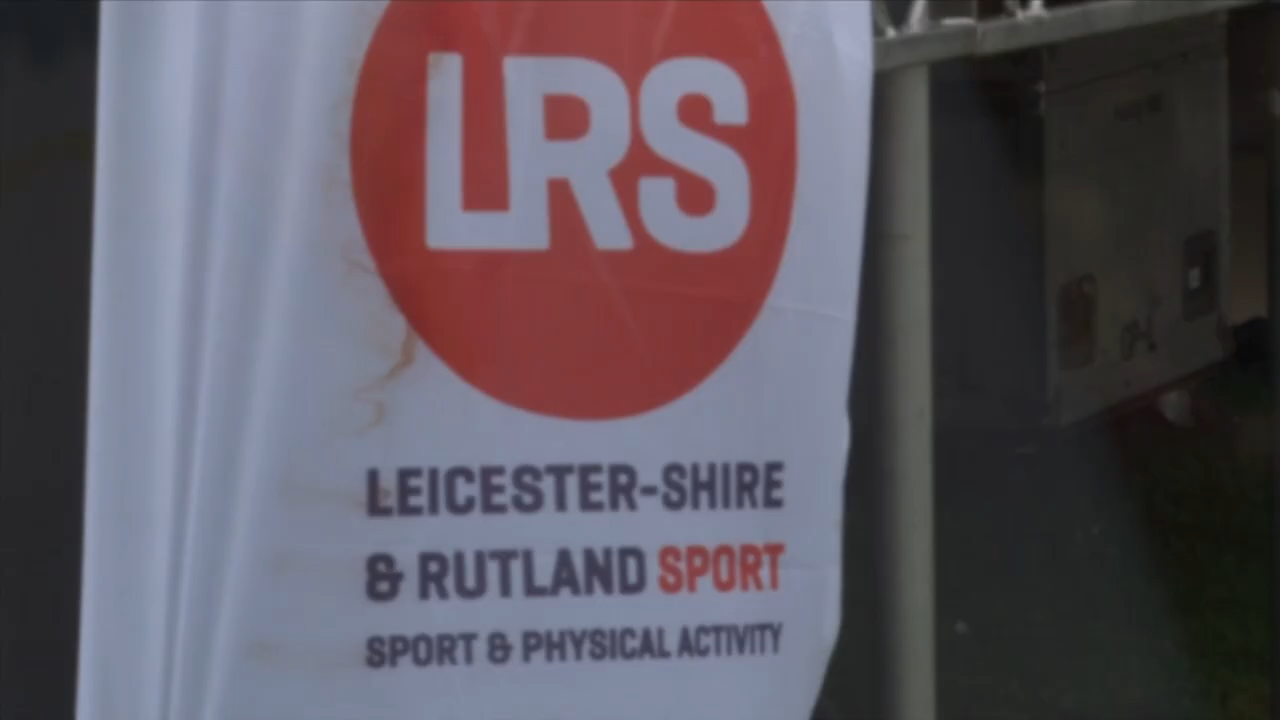 LRS
LEICESTER-SHIRE
& RUTLAND SPORT
SPORT & PHYSICAL ACTIVITY